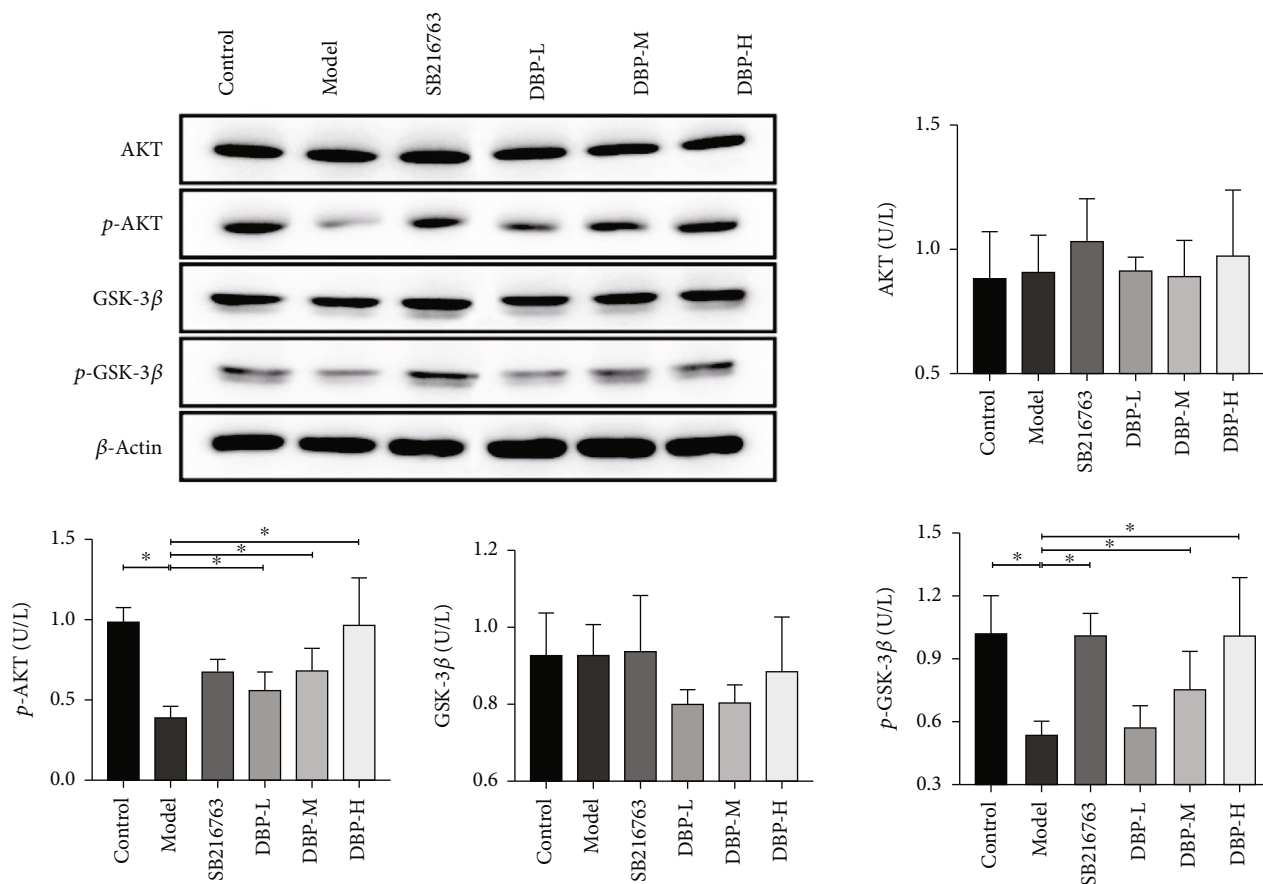 Control
Model
SB216763
DBP-L
DBP-M
DBP-H
AKT
p-AKT
GSK-3β
p-GSK-3β
β-Actin
AKT (U/L)
1.5
1.0
0.5
Control
Model
SB216763
DBP-L
DBP-M
DBP-H
p-AKT (U/L)
1.5
1.0
0.5
0.0
*
*
*
*
Control
Model
SB216763
DBP-L
DBP-M
DBP-H
GSK-3β (U/L)
1.2
1.0
0.8
0.6
Control
Model
SB216763
DBP-L
DBP-M
DBP-H
p-GSK-3β (U/L)
1.5
1.2
0.9
0.6
0.3
*
*
*
*
Control
Model
SB216763
DBP-L
DBP-M
DBP-H